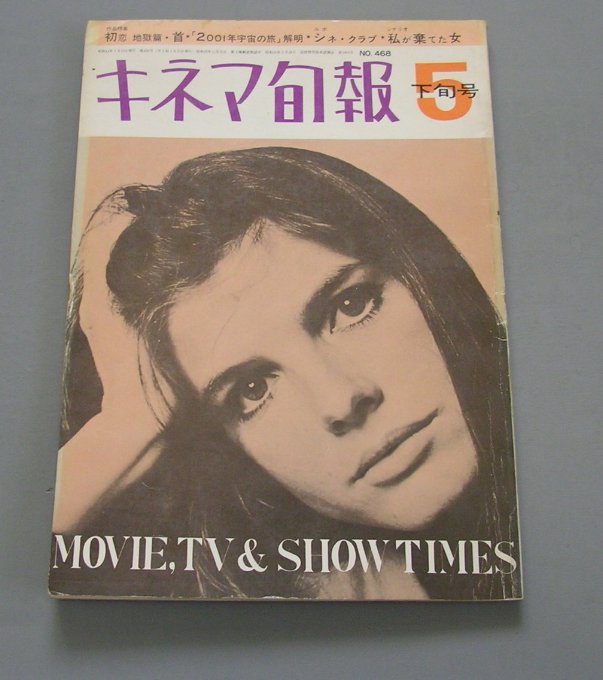 作品特集
初恋 地獄篇・首・「2001年宇宙の旅」解明・シネ・クラブ・私が棄てた女
NO.468
キネマ旬報
5
下旬号
MOVIE,TV & SHOW TIMES